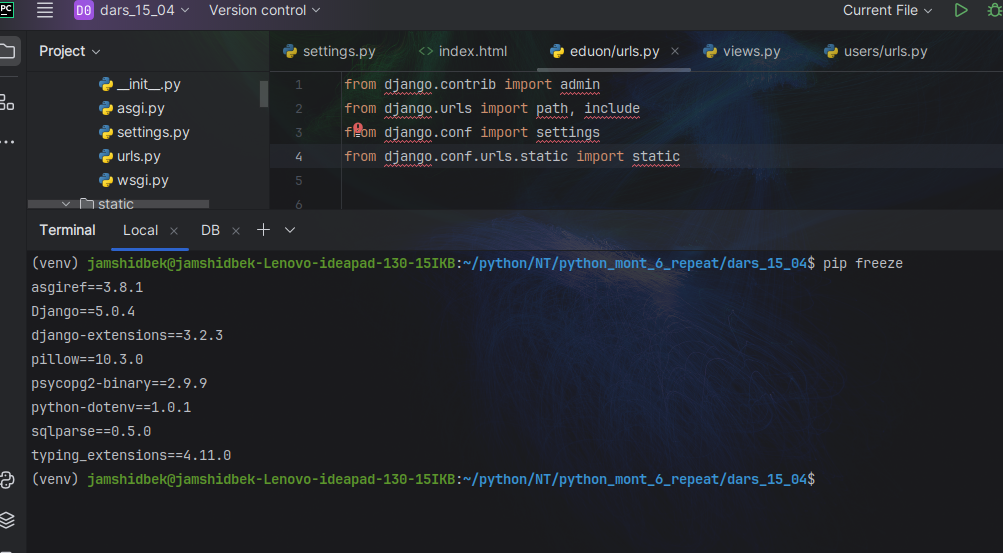 PC
D0 dars_15_04 Version control Current File
Project
settings.py <> index.html eduon/urls.py × views.py users/urls.py
__init__.py
asgi.py
settings.py
urls.py
wsgi.py
static
1 from django.contrib import admin
2 from django.urls import path, include
3 from django.conf import settings
4 from django.conf.urls.static import static
5
6
Terminal Local × DB × +
(venv) jamshidbek@jamshidbek-Lenovo-ideapad-130-15IKB:~/python/NT/python_mont_6_repeat/dars_15_04$ pip freeze
asgiref==3.8.1
Django==5.0.4
django-extensions==3.2.3
pillow==10.3.0
psycopg2-binary==2.9.9
python-dotenv==1.0.1
sqlparse==0.5.0
typing_extensions==4.11.0
(venv) jamshidbek@jamshidbek-Lenovo-ideapad-130-15IKB:~/python/NT/python_mont_6_repeat/dars_15_04$